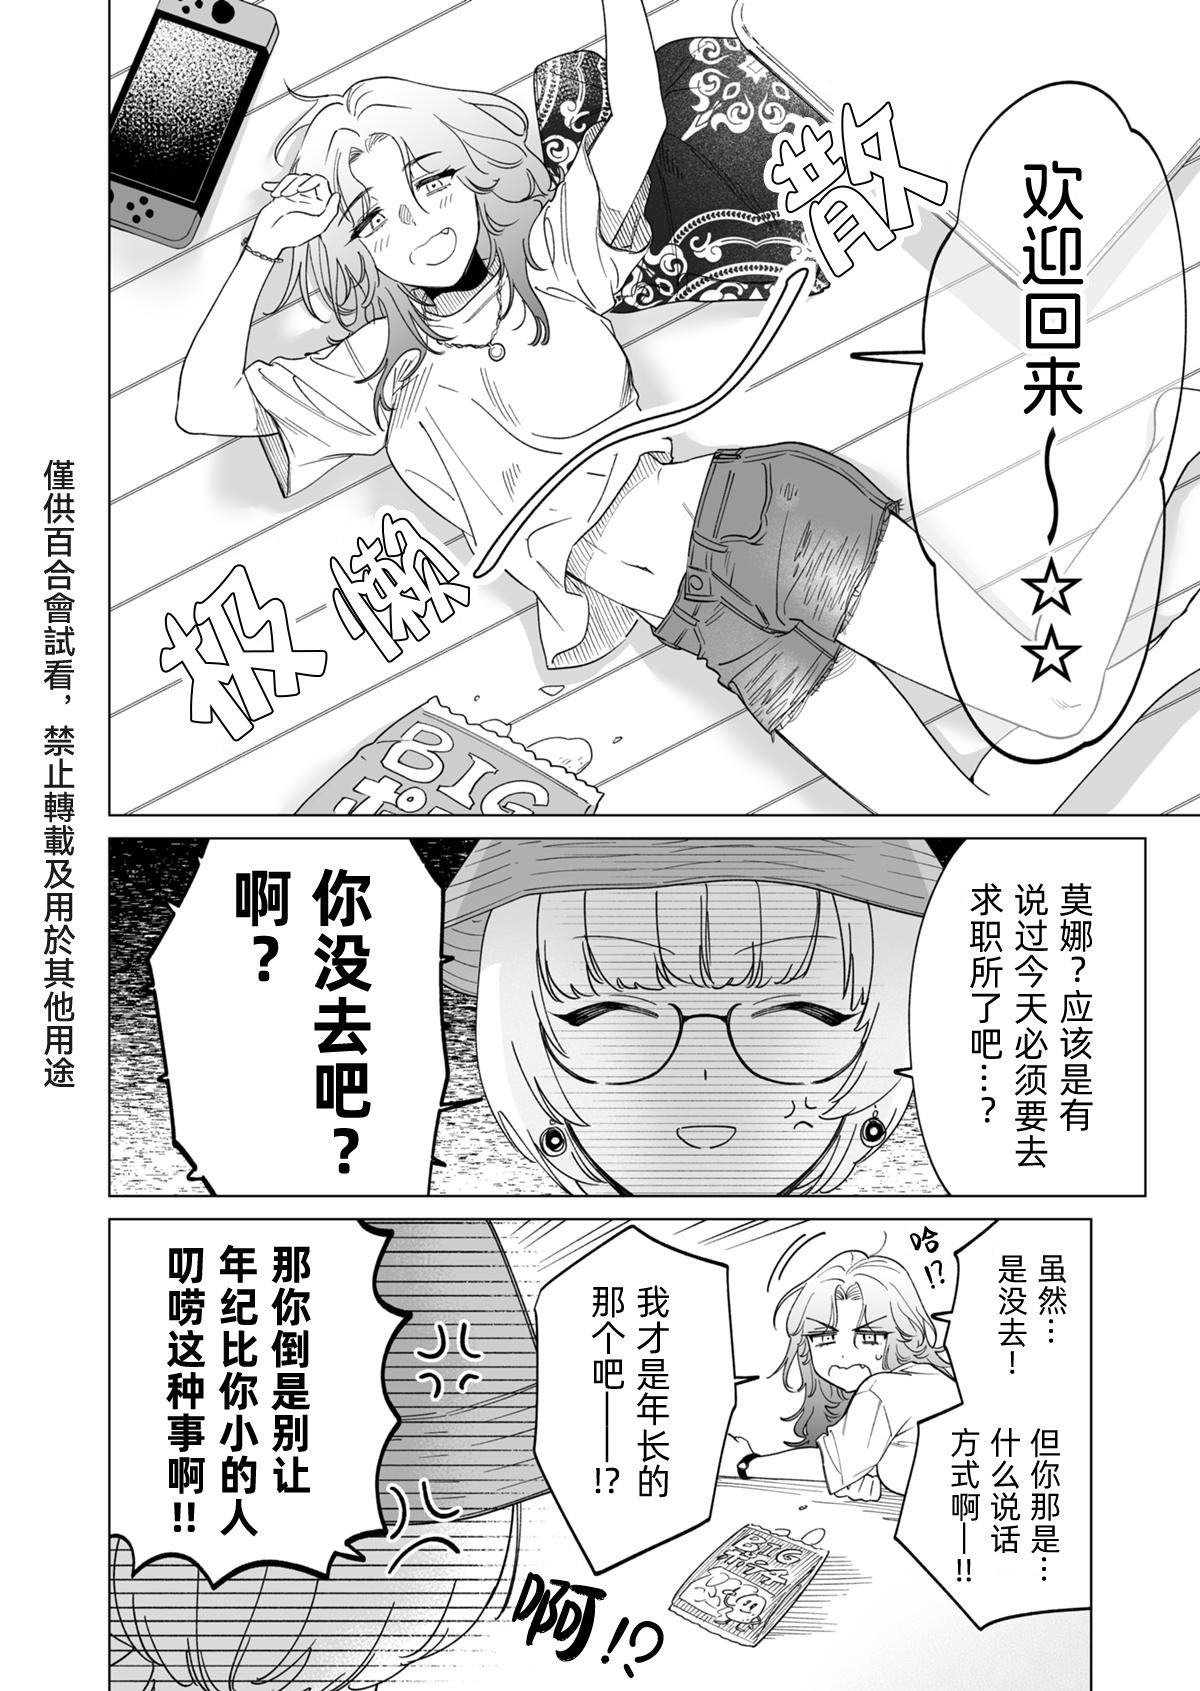 欢迎回来～☆☆
散
懒
极
BIG
莫娜？应该是有
说过今天必须要去
求职所了吧…？
你没去吧？
啊？
虽然…
是没去！
但你那是…
什么说话
方式啊—!!
哈!?
我才是年长的
那个吧——!?
BIG
啊!?
那你倒是别让
年纪比你小的人
叨唠这种事啊!!
僅供百合會試看，禁止轉載及用於其他用途